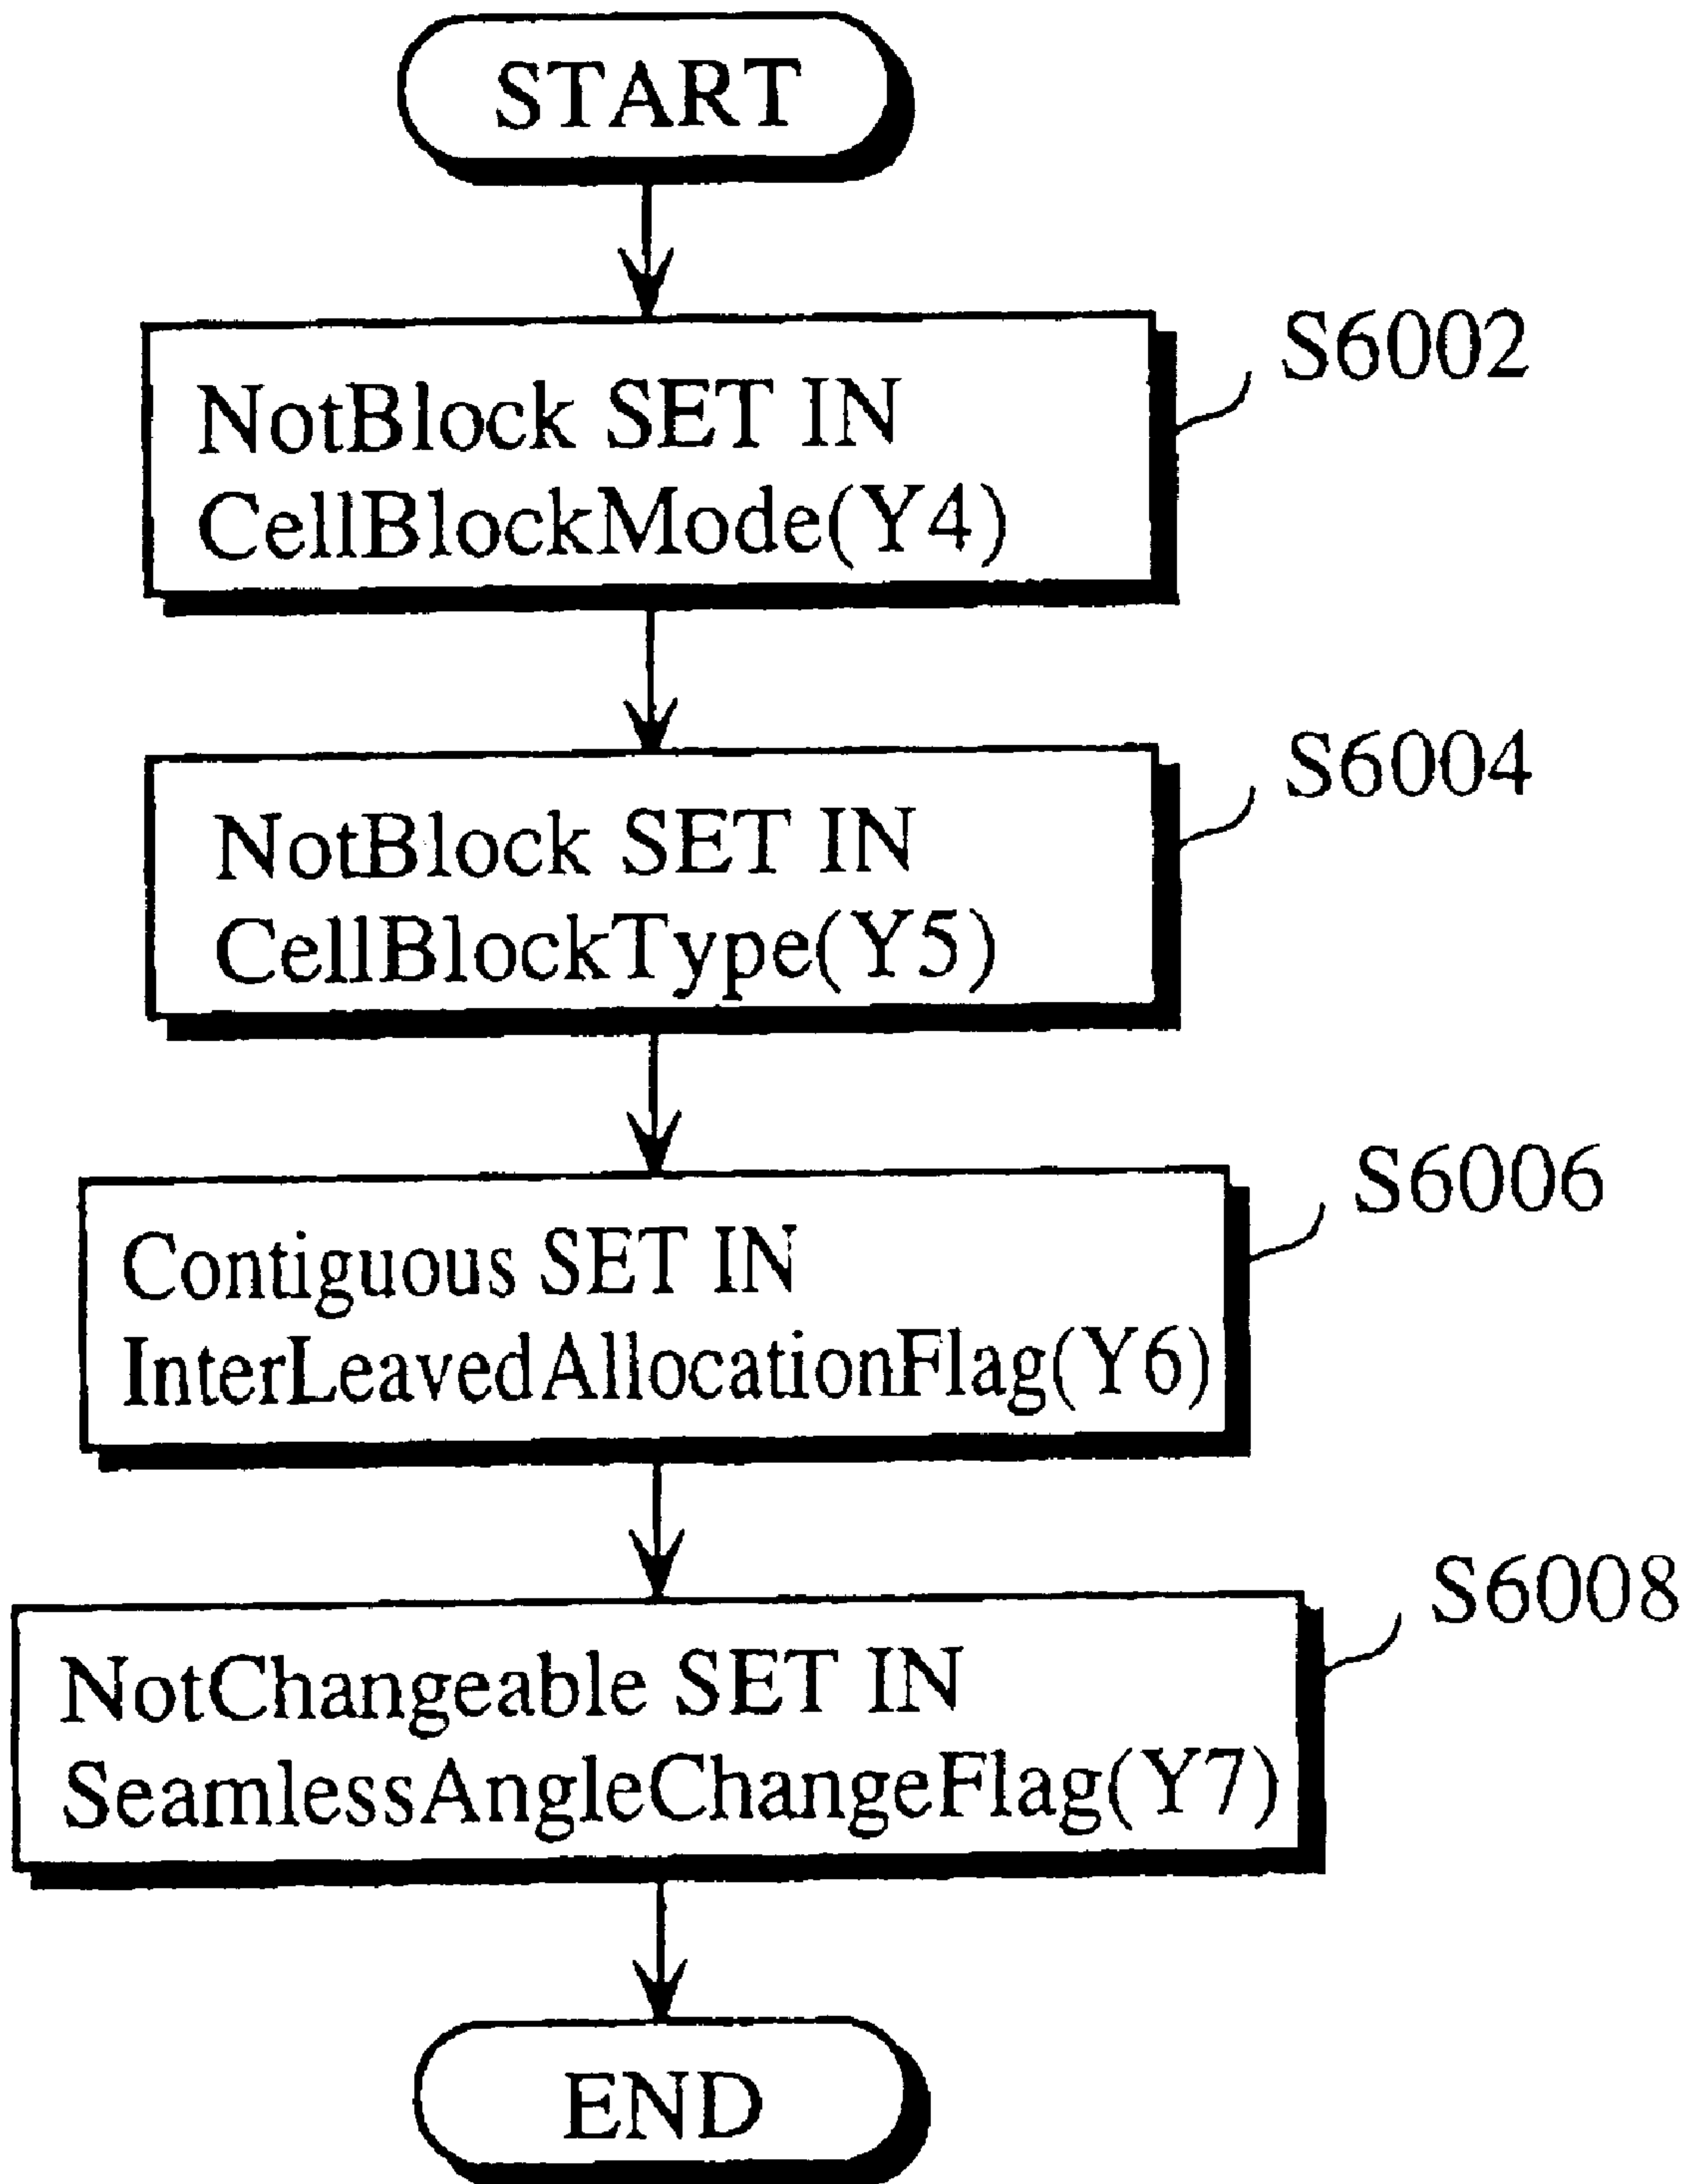 START
S6002
NotBlock SET IN
CellBlockMode(Y4)
S6004
NotBlock SET IN
CellBlockType(Y5)
S6006
Contiguous SET IN
InterLeavedAllocationFlag(Y6)
S6008
NotChangeable SET IN
SeamlessAngleChangeFlag(Y7)
END